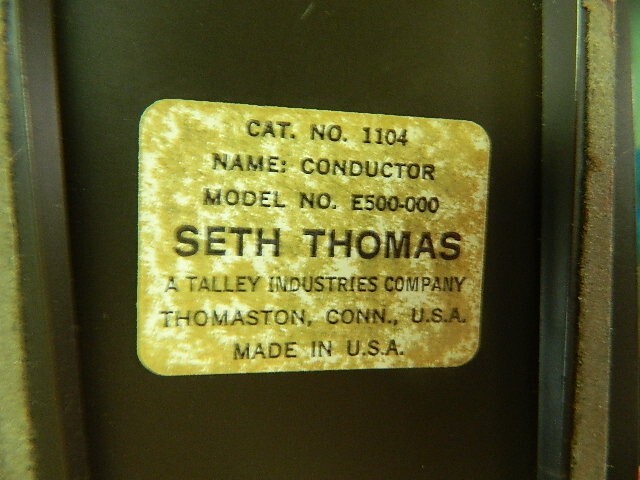 CAT. NO. 1104
NAME: CONDUCTOR
MODEL NO. E500-000
SETH THOMAS
A TALLEY INDUSTRIES COMPANY
THOMASTON, CONN., U.S.A.
MADE IN U.S.A.